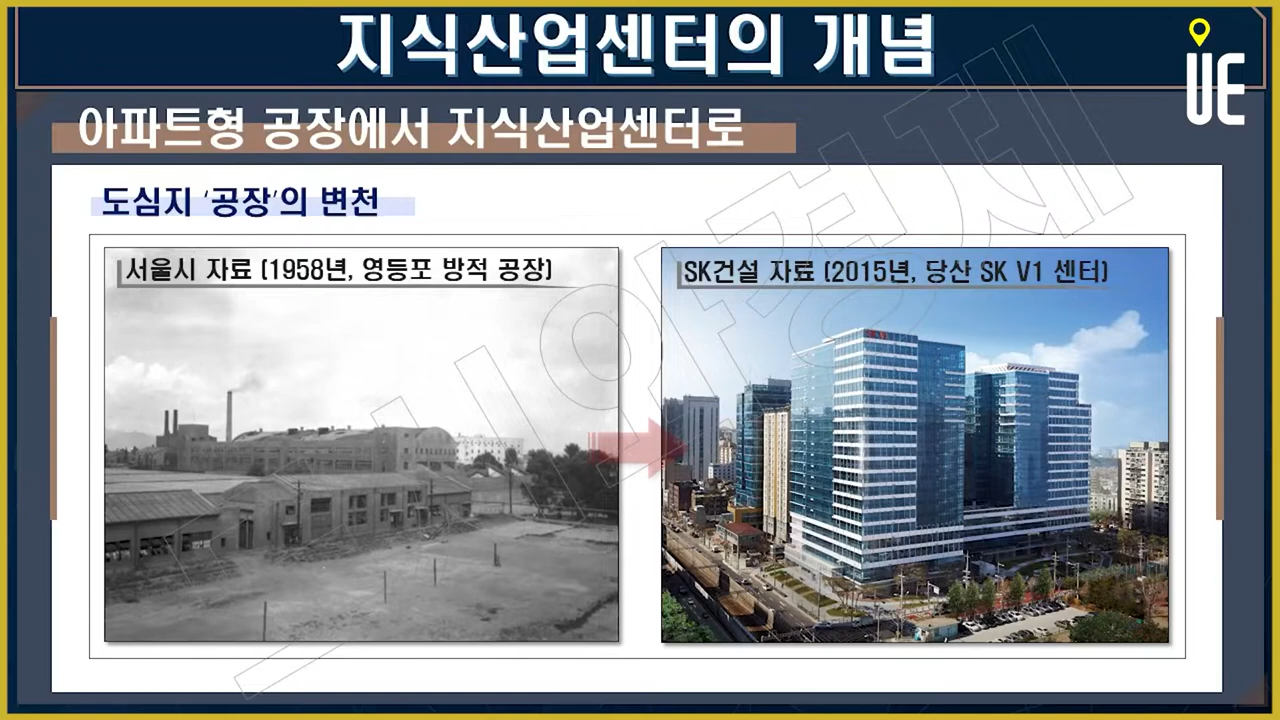 지식산업센터의 개념
UE
아파트형 공장에서 지식산업센터로
도심지 '공장'의 변천
서울시 자료 (1958년, 영등포 방적 공장)
SK건설 자료 (2015년, 당산 SK V1 센터)